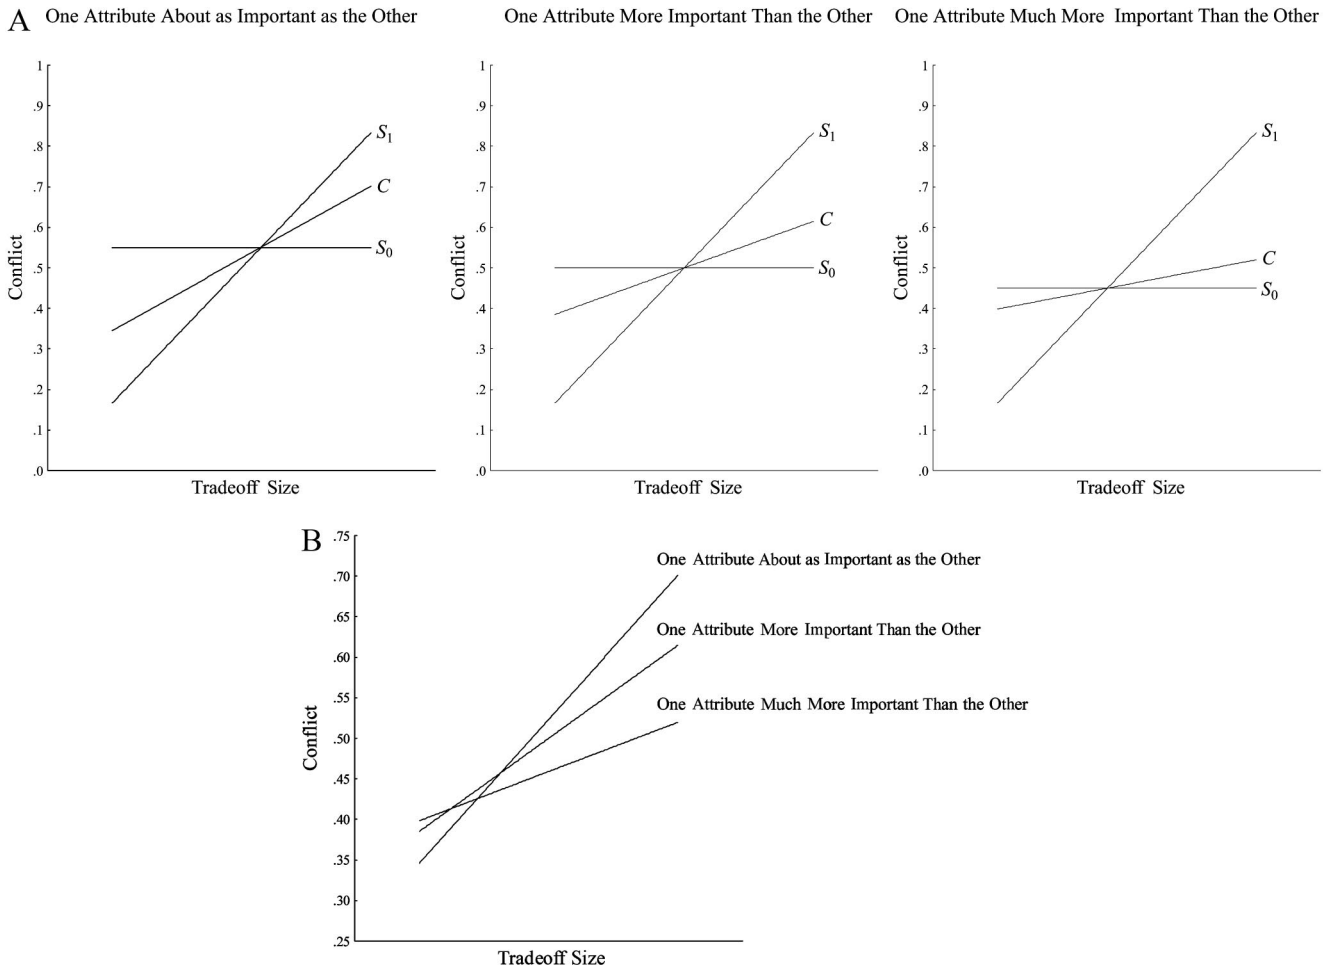 A
One Attribute About as Important as the Other
1
.9
.8
.7
.6
.5
.4
.3
.2
.1
.0
Conflict
S1
C
S0
Tradeoff Size
One Attribute More Important Than the Other
1
.9
.8
.7
.6
.5
.4
.3
.2
.1
.0
Conflict
S1
C
S0
Tradeoff Size
One Attribute Much More Important Than the Other
1
.9
.8
.7
.6
.5
.4
.3
.2
.1
.0
Conflict
S1
C
S0
Tradeoff Size
B
.75
.70
.65
.60
.55
.50
.45
.40
.35
.30
.25
Conflict
One Attribute About as Important as the Other
One Attribute More Important Than the Other
One Attribute Much More Important Than the Other
Tradeoff Size